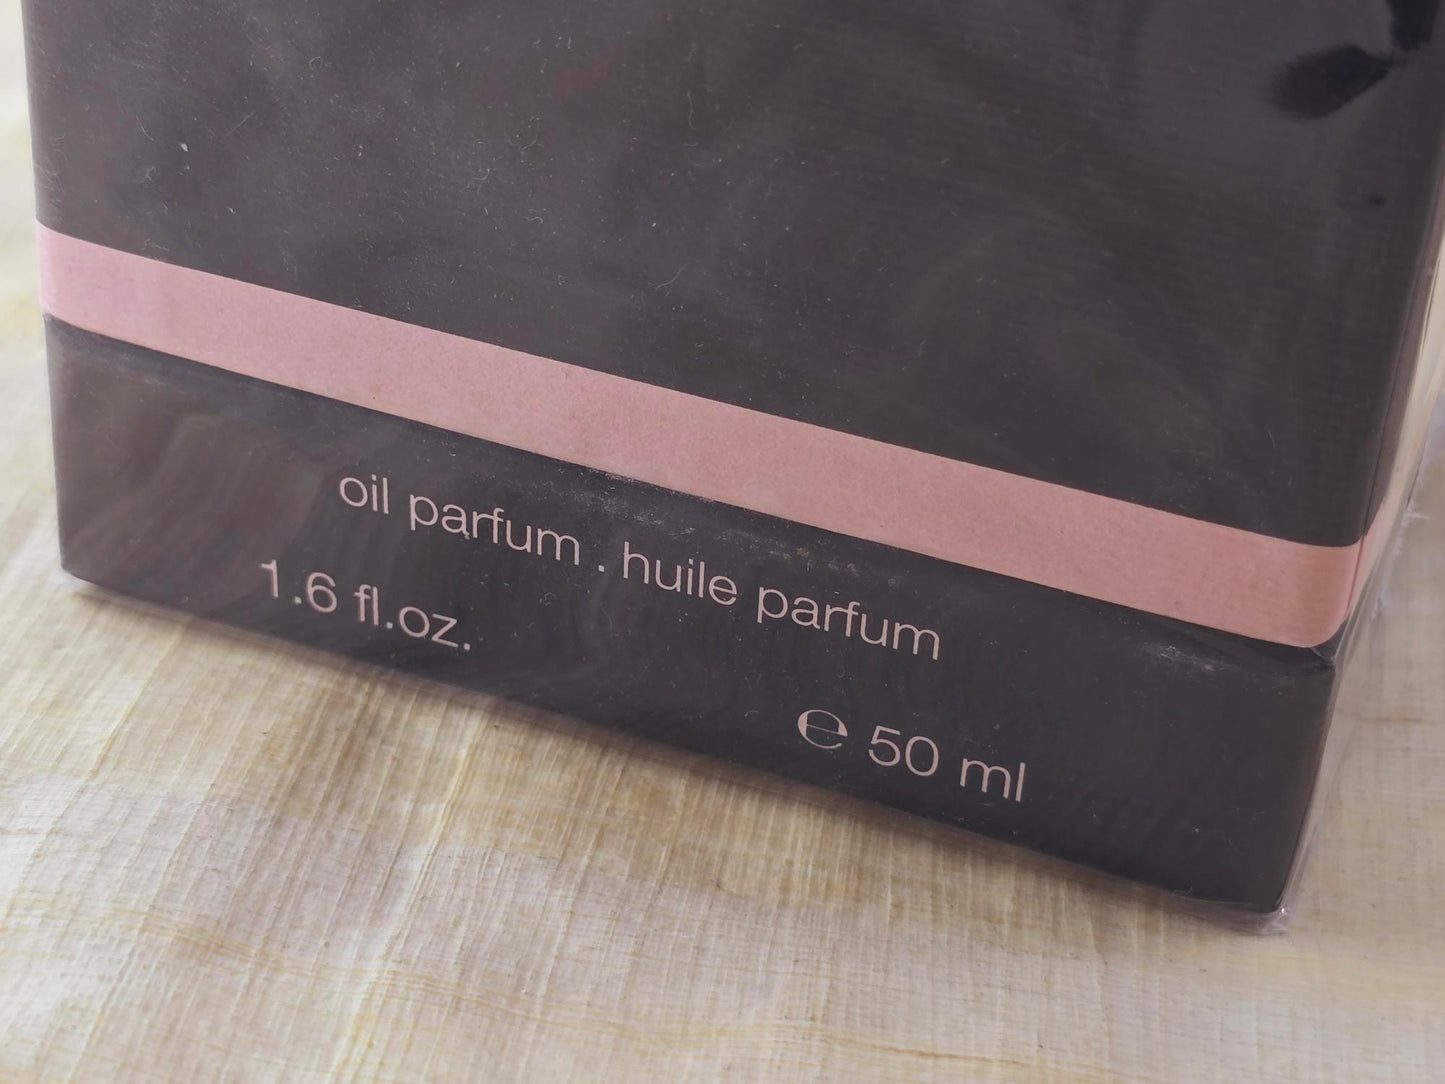 oil parfum . huile parfum
1.6 fl.oz.
℮ 50 ml